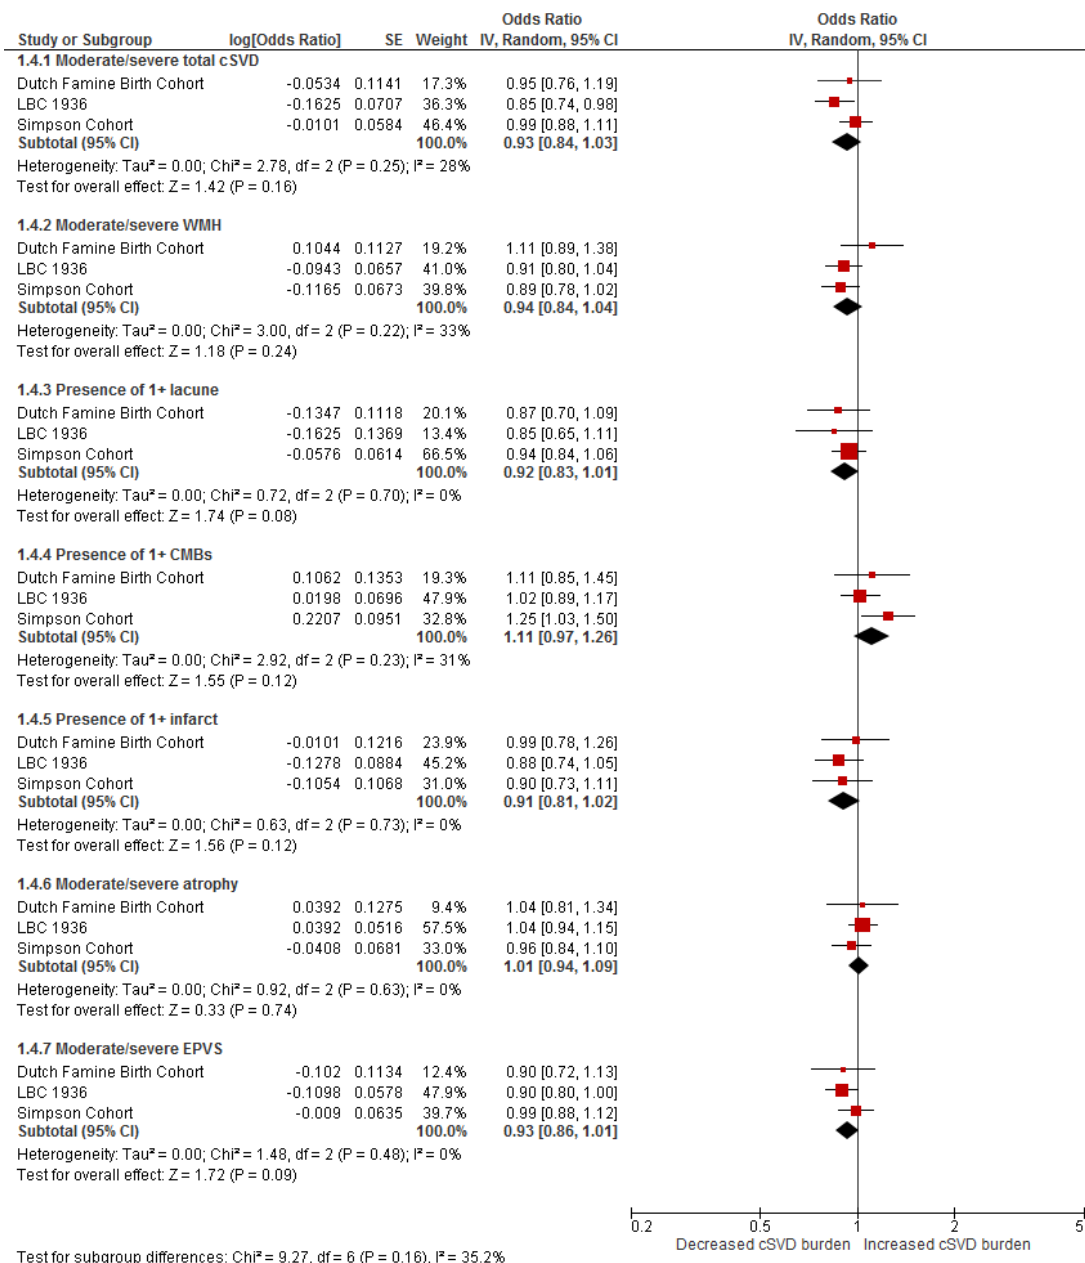 Odds Ratio Odds Ratio
Study or Subgroup log[Odds Ratio] SE Weight IV, Random, 95% CI IV, Random, 95% CI
1.4.1 Moderate/severe total cSVD
Dutch Famine Birth Cohort -0.0534 0.1141 17.3% 0.95 [0.76, 1.19]
LBC 1936 -0.1625 0.0707 36.3% 0.85 [0.74, 0.98]
Simpson Cohort -0.0101 0.0584 46.4% 0.99 [0.88, 1.11]
Subtotal (95% CI) 100.0% 0.93 [0.84, 1.03]
Heterogeneity: Tau² = 0.00; Chi² = 2.78, df = 2 (P = 0.25); I² = 28%
Test for overall effect: Z = 1.42 (P = 0.16)
1.4.2 Moderate/severe WMH
Dutch Famine Birth Cohort 0.1044 0.1127 19.2% 1.11 [0.89, 1.38]
LBC 1936 -0.0943 0.0657 41.0% 0.91 [0.80, 1.04]
Simpson Cohort -0.1165 0.0673 39.8% 0.89 [0.78, 1.02]
Subtotal (95% CI) 100.0% 0.94 [0.84, 1.04]
Heterogeneity: Tau² = 0.00; Chi² = 3.00, df = 2 (P = 0.22); I² = 33%
Test for overall effect: Z = 1.18 (P = 0.24)
1.4.3 Presence of 1+ lacune
Dutch Famine Birth Cohort -0.1347 0.1118 20.1% 0.87 [0.70, 1.09]
LBC 1936 -0.1625 0.1369 13.4% 0.85 [0.65, 1.11]
Simpson Cohort -0.0576 0.0614 66.5% 0.94 [0.84, 1.06]
Subtotal (95% CI) 100.0% 0.92 [0.83, 1.01]
Heterogeneity: Tau² = 0.00; Chi² = 0.72, df = 2 (P = 0.70); I² = 0%
Test for overall effect: Z = 1.74 (P = 0.08)
1.4.4 Presence of 1+ CMBs
Dutch Famine Birth Cohort 0.1062 0.1353 19.3% 1.11 [0.85, 1.45]
LBC 1936 0.0198 0.0696 47.9% 1.02 [0.89, 1.17]
Simpson Cohort 0.2207 0.0951 32.8% 1.25 [1.03, 1.50]
Subtotal (95% CI) 100.0% 1.11 [0.97, 1.26]
Heterogeneity: Tau² = 0.00; Chi² = 2.92, df = 2 (P = 0.23); I² = 31%
Test for overall effect: Z = 1.55 (P = 0.12)
1.4.5 Presence of 1+ infarct
Dutch Famine Birth Cohort -0.0101 0.1216 23.9% 0.99 [0.78, 1.26]
LBC 1936 -0.1278 0.0884 45.2% 0.88 [0.74, 1.05]
Simpson Cohort -0.1054 0.1068 31.0% 0.90 [0.73, 1.11]
Subtotal (95% CI) 100.0% 0.91 [0.81, 1.02]
Heterogeneity: Tau² = 0.00; Chi² = 0.63, df = 2 (P = 0.73); I² = 0%
Test for overall effect: Z = 1.56 (P = 0.12)
1.4.6 Moderate/severe atrophy
Dutch Famine Birth Cohort 0.0392 0.1275 9.4% 1.04 [0.81, 1.34]
LBC 1936 0.0392 0.0516 57.5% 1.04 [0.94, 1.15]
Simpson Cohort -0.0408 0.0681 33.0% 0.96 [0.84, 1.10]
Subtotal (95% CI) 100.0% 1.01 [0.94, 1.09]
Heterogeneity: Tau² = 0.00; Chi² = 0.92, df = 2 (P = 0.63); I² = 0%
Test for overall effect: Z = 0.33 (P = 0.74)
1.4.7 Moderate/severe EPVS
Dutch Famine Birth Cohort -0.102 0.1134 12.4% 0.90 [0.72, 1.13]
LBC 1936 -0.1098 0.0578 47.9% 0.90 [0.80, 1.00]
Simpson Cohort -0.009 0.0635 39.7% 0.99 [0.88, 1.12]
Subtotal (95% CI) 100.0% 0.93 [0.86, 1.01]
Heterogeneity: Tau² = 0.00; Chi² = 1.48, df = 2 (P = 0.48); I² = 0%
Test for overall effect: Z = 1.72 (P = 0.09)
0.2 0.5 1 2 5
Decreased cSVD burden Increased cSVD burden
Test for subgroup differences: Chi² = 9.27, df = 6 (P = 0.16), I² = 35.2%